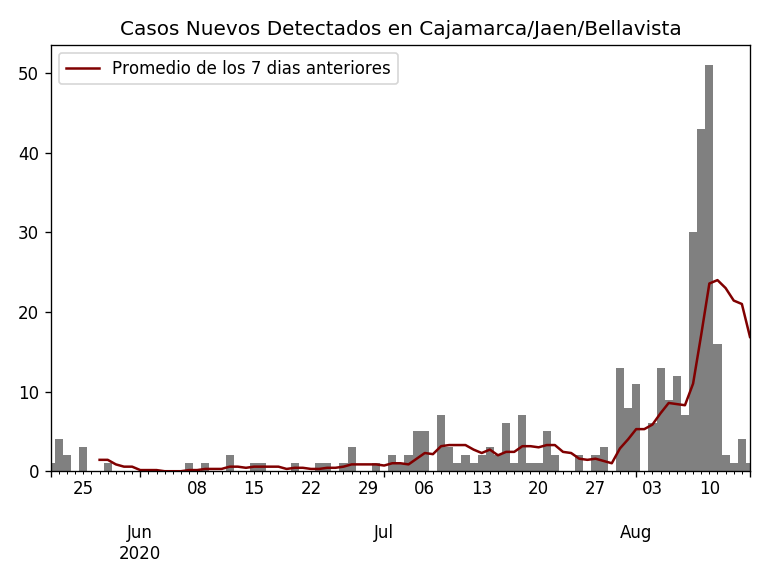 Casos Nuevos Detectados en Cajamarca/Jaen/Bellavista
Promedio de los 7 dias anteriores
50
40
30
20
10
0
25 08 15 22 29 06 13 20 27 03 10
Jun Jul Aug
2020